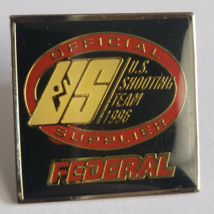 OFFICIAL
US
U.S.
SHOOTING
TEAM
1996
SUPPLIER
FEDERAL